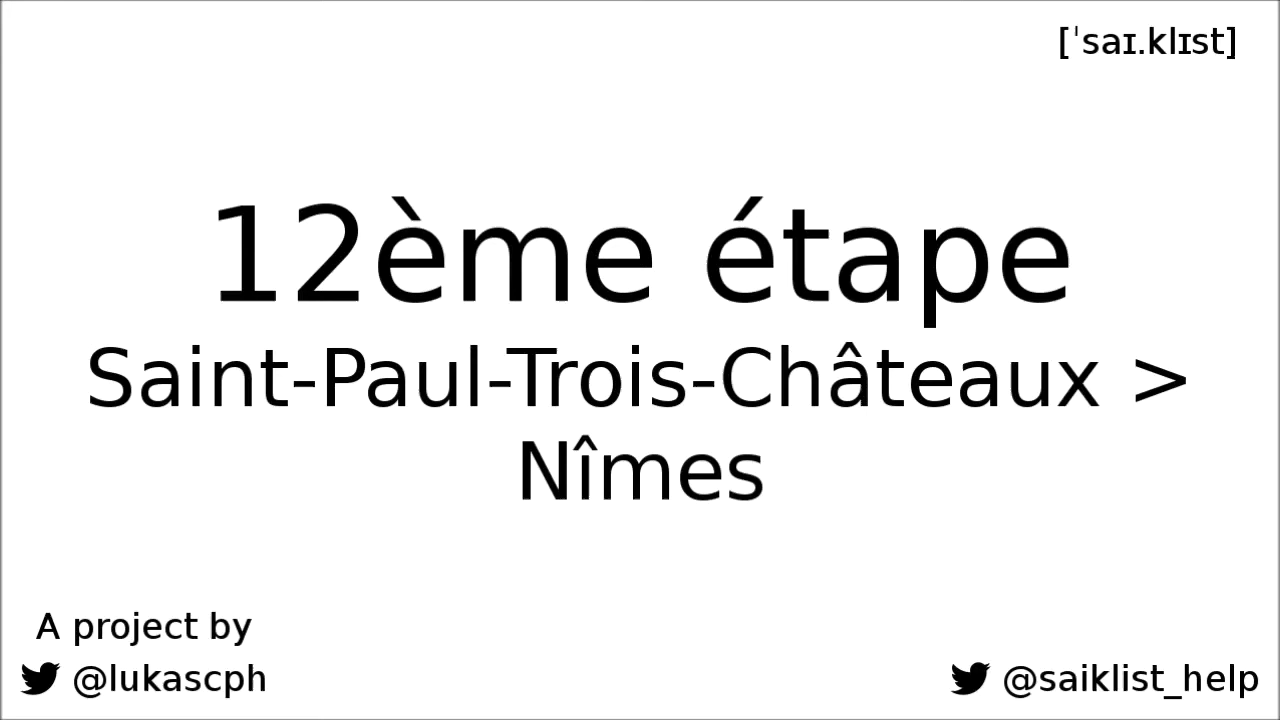 [ˈsaɪ.klɪst]
12ème étape
Saint-Paul-Trois-Châteaux >
Nîmes
A project by
@lukascph
@saiklist_help